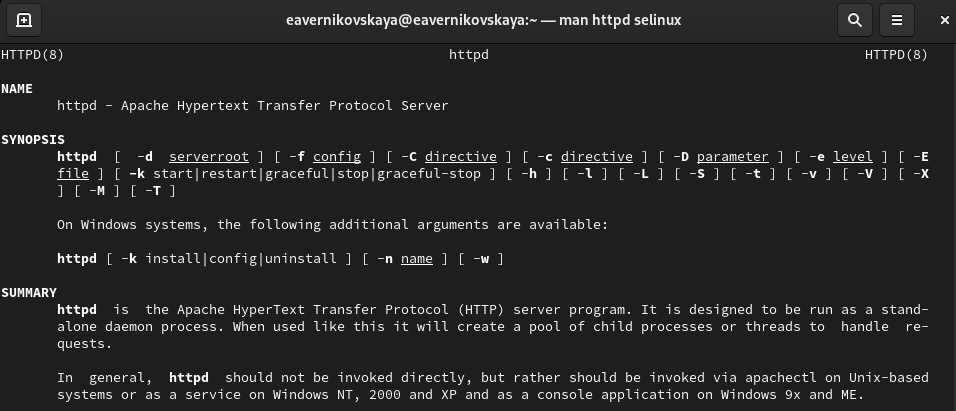 eavernikovskaya@eavernikovskaya:~ — man httpd selinux
HTTPD(8) httpd HTTPD(8)
NAME
httpd - Apache Hypertext Transfer Protocol Server
SYNOPSIS
httpd [ -d serverroot ] [ -f config ] [ -C directive ] [ -c directive ] [ -D parameter ] [ -e level ] [ -E
file ] [ -k start|restart|graceful|stop|graceful-stop ] [ -h ] [ -l ] [ -L ] [ -S ] [ -t ] [ -v ] [ -V ] [ -X
] [ -M ] [ -T ]
On Windows systems, the following additional arguments are available:
httpd [ -k install|config|uninstall ] [ -n name ] [ -w ]
SUMMARY
httpd is the Apache HyperText Transfer Protocol (HTTP) server program. It is designed to be run as a stand-
alone daemon process. When used like this it will create a pool of child processes or threads to handle re-
quests.
In general, httpd should not be invoked directly, but rather should be invoked via apachectl on Unix-based
systems or as a service on Windows NT, 2000 and XP and as a console application on Windows 9x and ME.